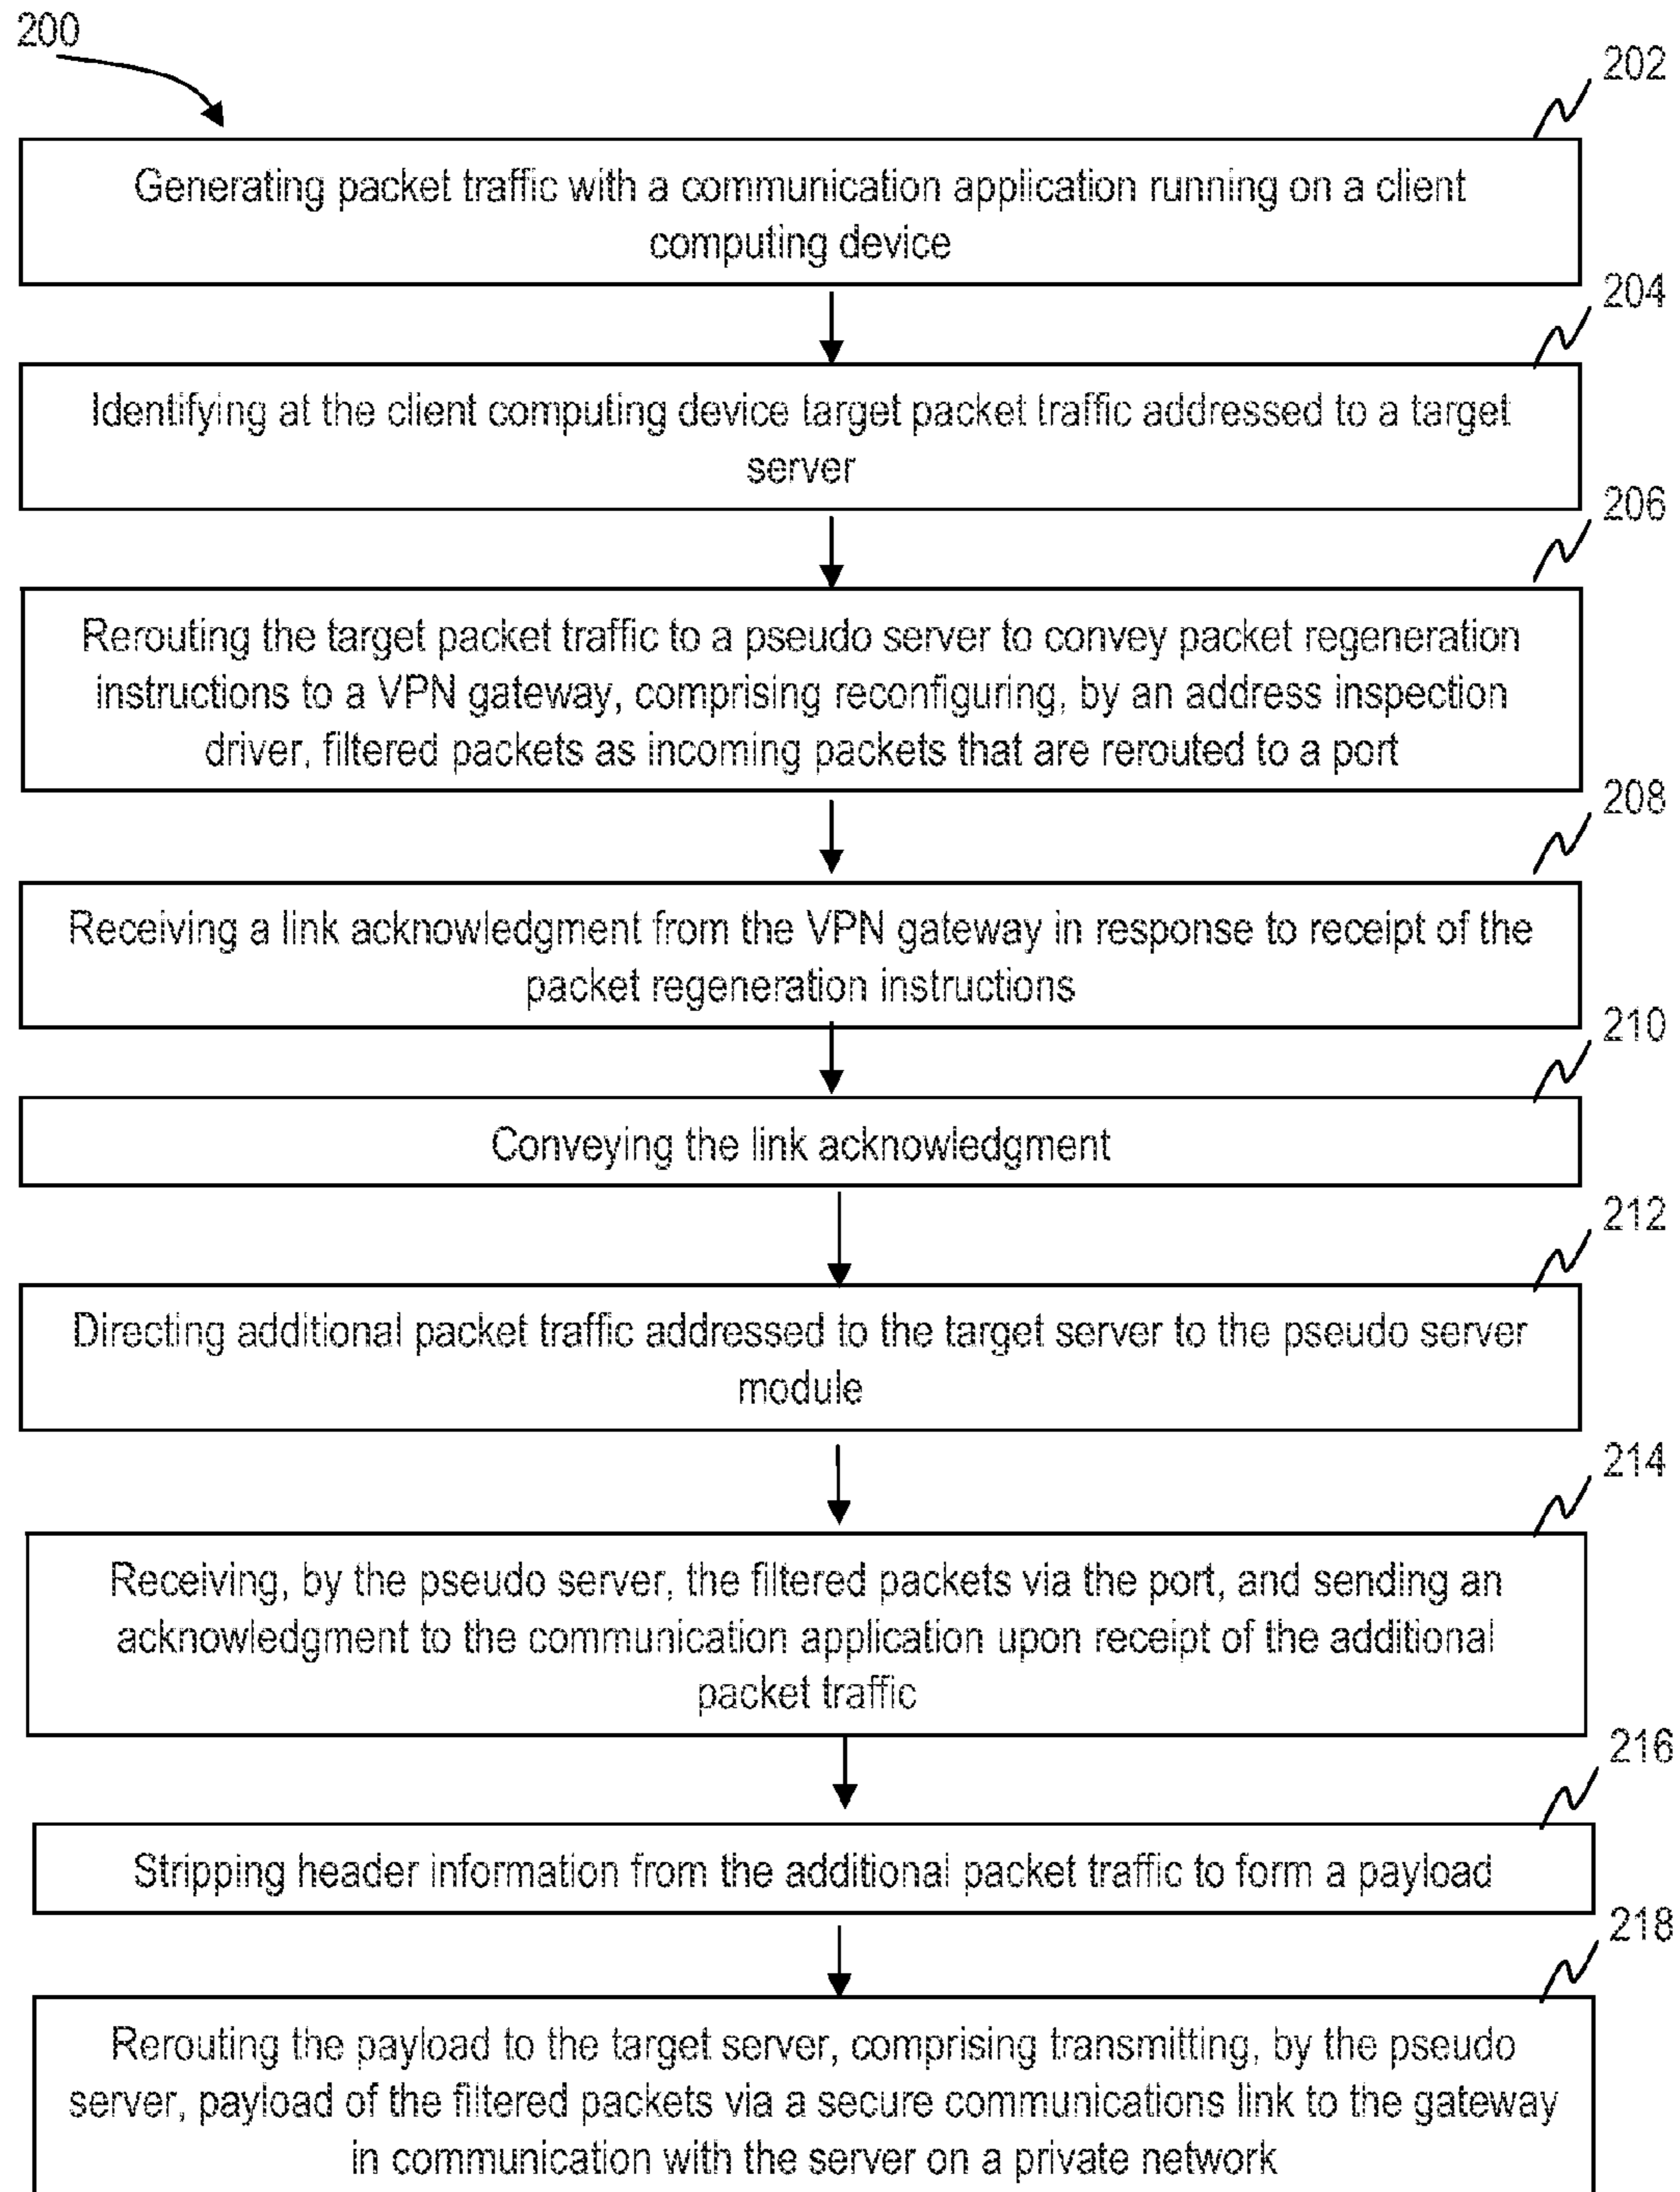 200
202
Generating packet traffic with a communication application running on a client
computing device
204
Identifying at the client computing device target packet traffic addressed to a target
server
206
Rerouting the target packet traffic to a pseudo server to convey packet regeneration
instructions to a VPN gateway, comprising reconfiguring, by an address inspection
driver, filtered packets as incoming packets that are rerouted to a port
208
Receiving a link acknowledgment from the VPN gateway in response to receipt of the
packet regeneration instructions
210
Conveying the link acknowledgment
212
Directing additional packet traffic addressed to the target server to the pseudo server
module
214
Receiving, by the pseudo server, the filtered packets via the port, and sending an
acknowledgment to the communication application upon receipt of the additional
packet traffic
216
Stripping header information from the additional packet traffic to form a payload
218
Rerouting the payload to the target server, comprising transmitting, by the pseudo
server, payload of the filtered packets via a secure communications link to the gateway
in communication with the server on a private network